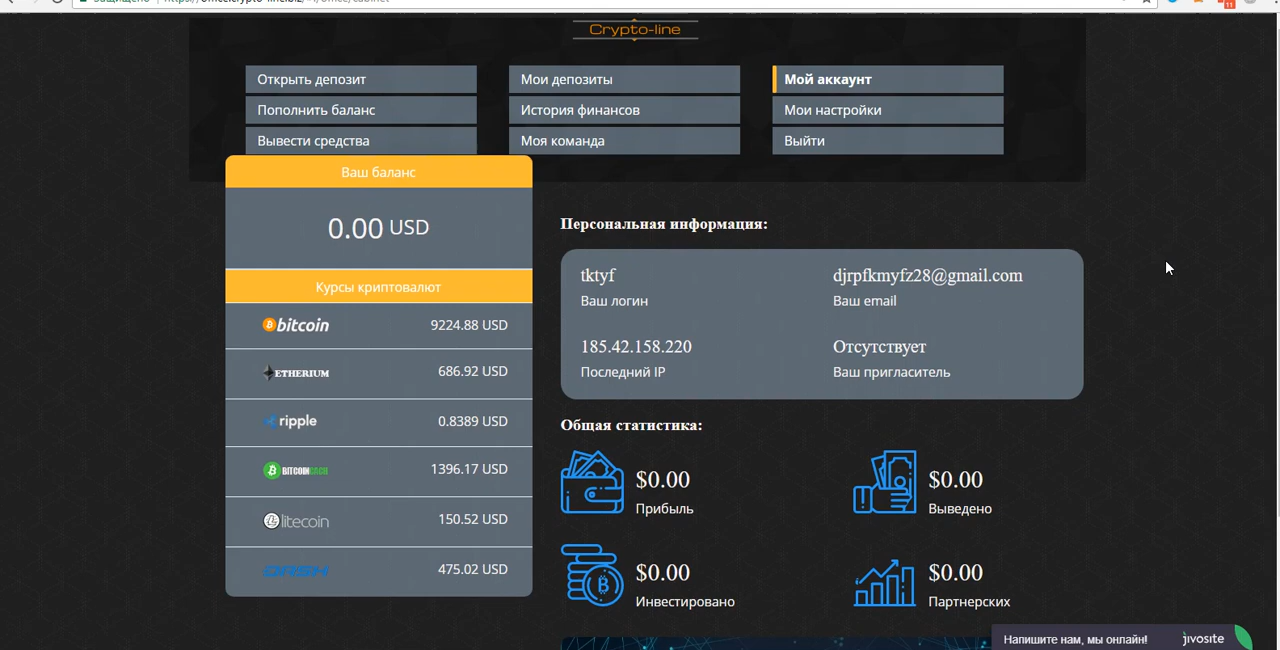 Crypto-line
Открыть депозит
Мои депозиты
Мой аккаунт
Пополнить баланс
История финансов
Мои настройки
Вывести средства
Моя команда
Выйти
Ваш баланс
0.00 USD
Курсы криптовалют
bitcoin 9224.88 USD
ETHERIUM 686.92 USD
ripple 0.8389 USD
BITCOINCASH 1396.17 USD
litecoin 150.52 USD
DASH 475.02 USD
Персональная информация:
tktyf
Ваш логин
djrpfkmyfz28@gmail.com
Ваш email
185.42.158.220
Последний IP
Отсутствует
Ваш пригласитель
Общая статистика:
$0.00
Прибыль
$0.00
Выведено
$0.00
Инвестировано
$0.00
Партнерских
Напишите нам, мы онлайн! jivosite
11